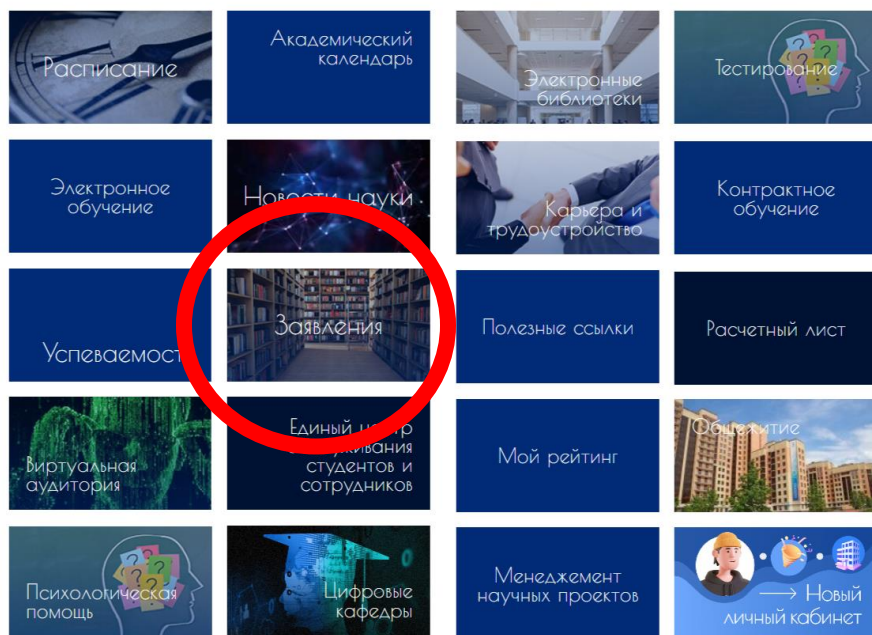 Расписание
Академический
календарь
Электронные
библиотеки
Тестирование
Электронное
обучение
Новости науки
Карьера и
трудоустройство
Контрактное
обучение
Успеваемост
Заявления
Полезные ссылки
Расчетный лист
Виртуальная
аудитория
Единый центр
обслуживания
студентов и
сотрудников
Мой рейтинг
Общежитие
Психологическая
помощь
Цифровые
кафедры
Менеджмент
научных проектов
Новый
личный кабинет